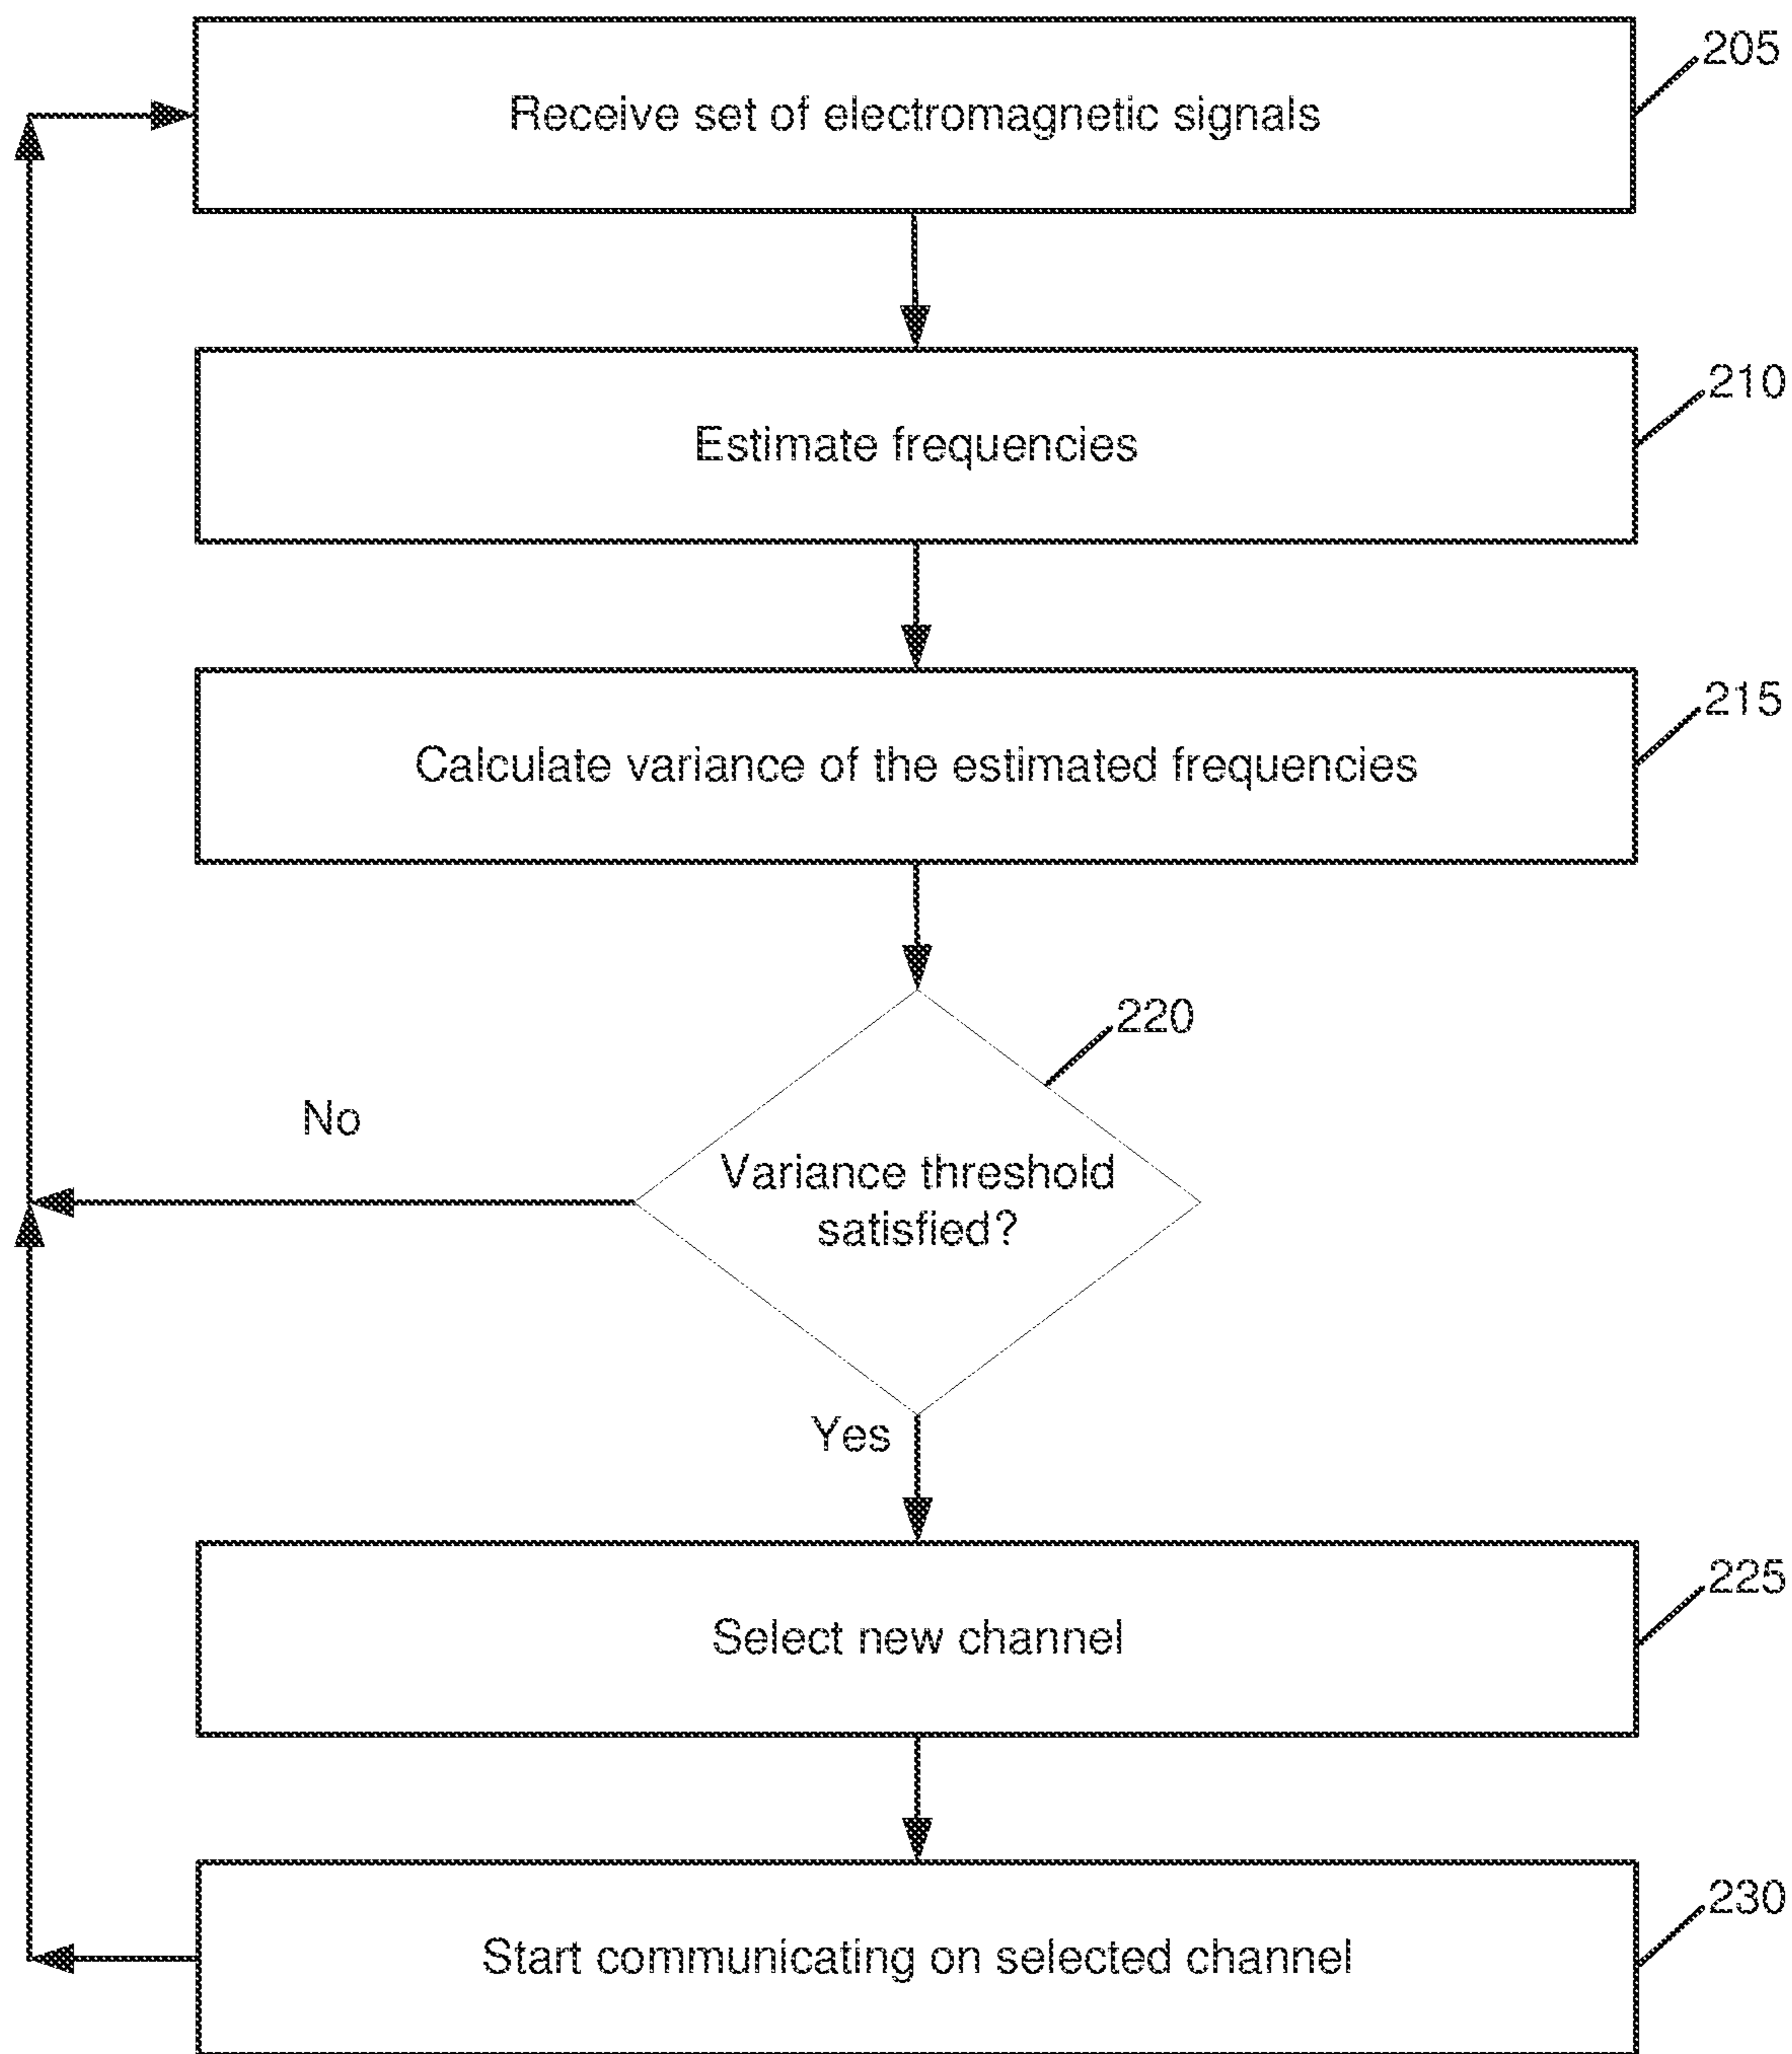 205
Receive set of electromagnetic signals
210
Estimate frequencies
215
Calculate variance of the estimated frequencies
220
No
Variance threshold
satisfied?
Yes
225
Select new channel
230
Start communicating on selected channel